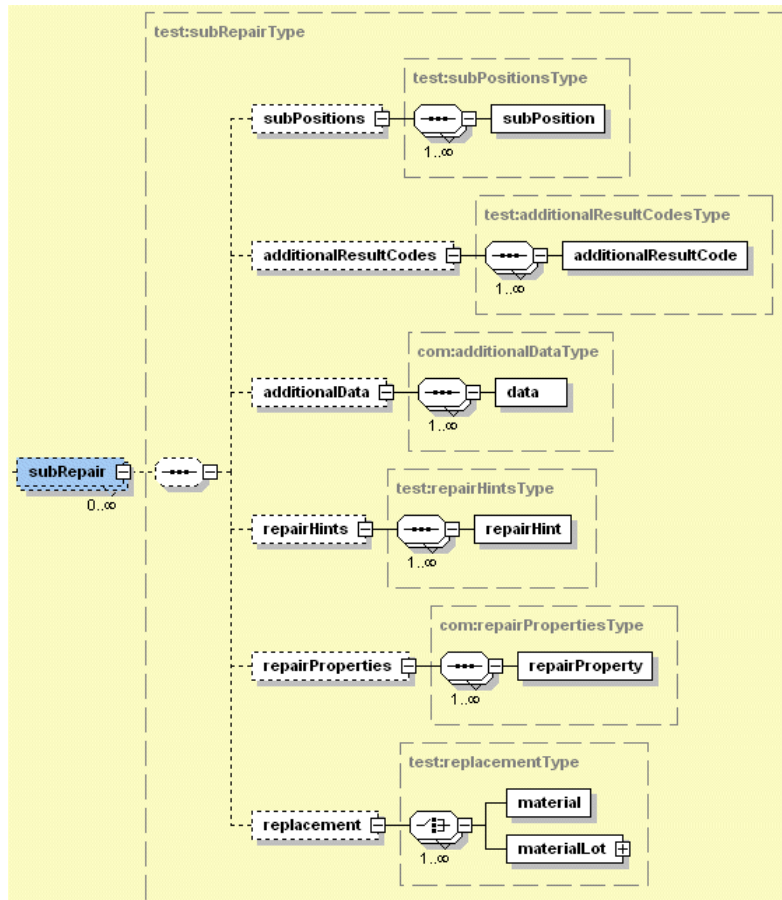 test:subRepairType
test:subPositionsType
subPositions
subPosition
1..∞
test:additionalResultCodesType
additionalResultCodes
additionalResultCode
1..∞
com:additionalDataType
additionalData
data
1..∞
subRepair
0..∞
test:repairHintsType
repairHints
repairHint
1..∞
com:repairPropertiesType
repairProperties
repairProperty
1..∞
test:replacementType
material
replacement
materialLot
1..∞